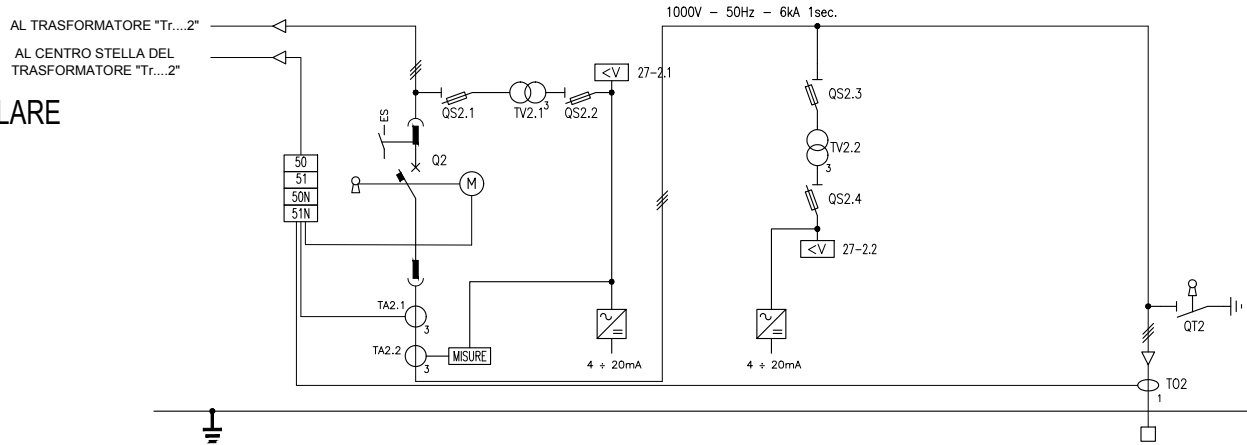 1000V – 50Hz – 6kA 1sec.
AL TRASFORMATORE "Tr....2"
AL CENTRO STELLA DEL
TRASFORMATORE "Tr....2"
LARE
<V
27-2.1
QS2.1
TV2.1
3
QS2.2
QS2.3
TV2.2
3
QS2.4
<V
27-2.2
ES
Q2
M
50
51
50N
51N
TA2.1
3
TA2.2
3
MISURE
4 ÷ 20mA
4 ÷ 20mA
QT2
TO2
1